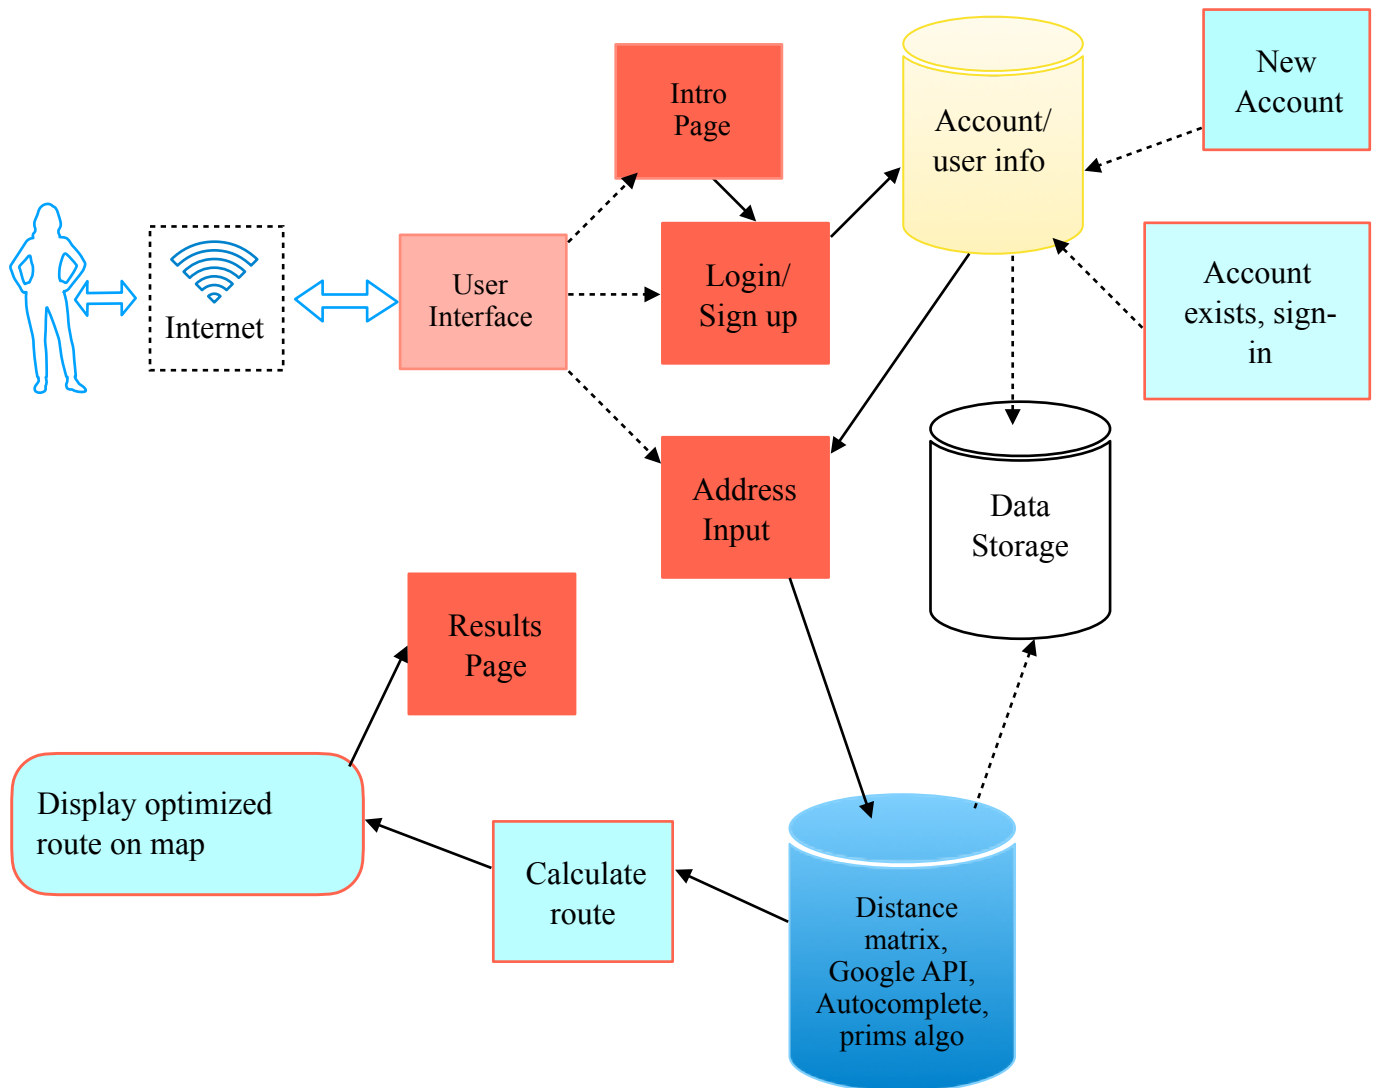 Intro
Page
Account/
user info
New
Account
Internet
User
Interface
Login/
Sign up
Account
exists, sign-
in
Address
Input
Data
Storage
Results
Page
Display optimized
route on map
Calculate
route
Distance
matrix,
Google API,
Autocomplete,
prims algo